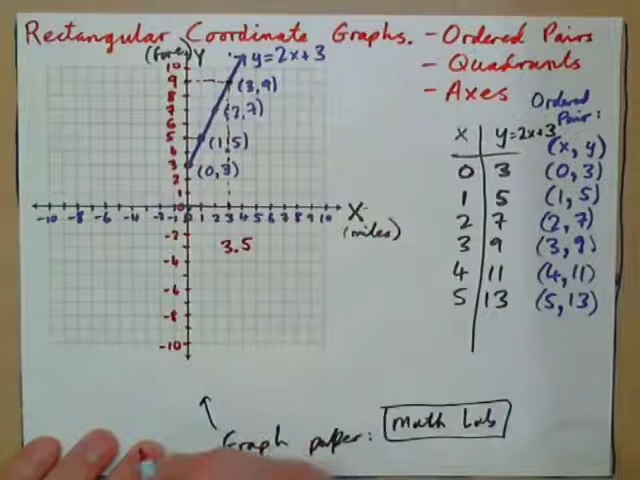 Rectangular Coordinate Graphs. - Ordered Pairs
- Quadrants
- Axes
(fare) Y
y=2x+3
(3,9)
(2,7)
(1,5)
(0,3)
10
9
8
7
6
5
4
3
2
1
-10 -8 -6 -4 -3 -2 -1 0 1 2 3 4 5 6 7 8 9 10 X
(miles)
-2
-4
-6
-8
-10
3.5
Ordered
Pair:
x y=2x+3 (x, y)
0 3 (0, 3)
1 5 (1, 5)
2 7 (2, 7)
3 9 (3, 9)
4 11 (4, 11)
5 13 (5, 13)
Graph paper: Math Lab